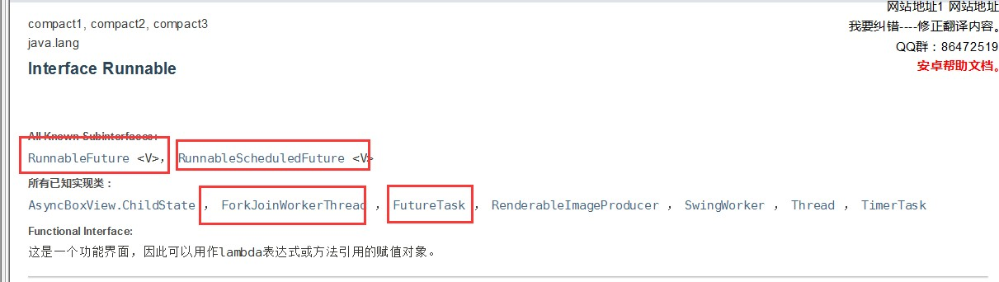 网站地址1 网站地址
compact1, compact2, compact3
我要纠错----修正翻译内容。
java.lang
QQ群：86472519
Interface Runnable
安卓帮助文档。
All Known Subinterfaces:
RunnableFuture <V>， RunnableScheduledFuture <V>
所有已知实现类：
AsyncBoxView.ChildState ， ForkJoinWorkerThread ， FutureTask ， RenderableImageProducer ， SwingWorker ， Thread ， TimerTask
Functional Interface:
这是一个功能界面，因此可以用作lambda表达式或方法引用的赋值对象。